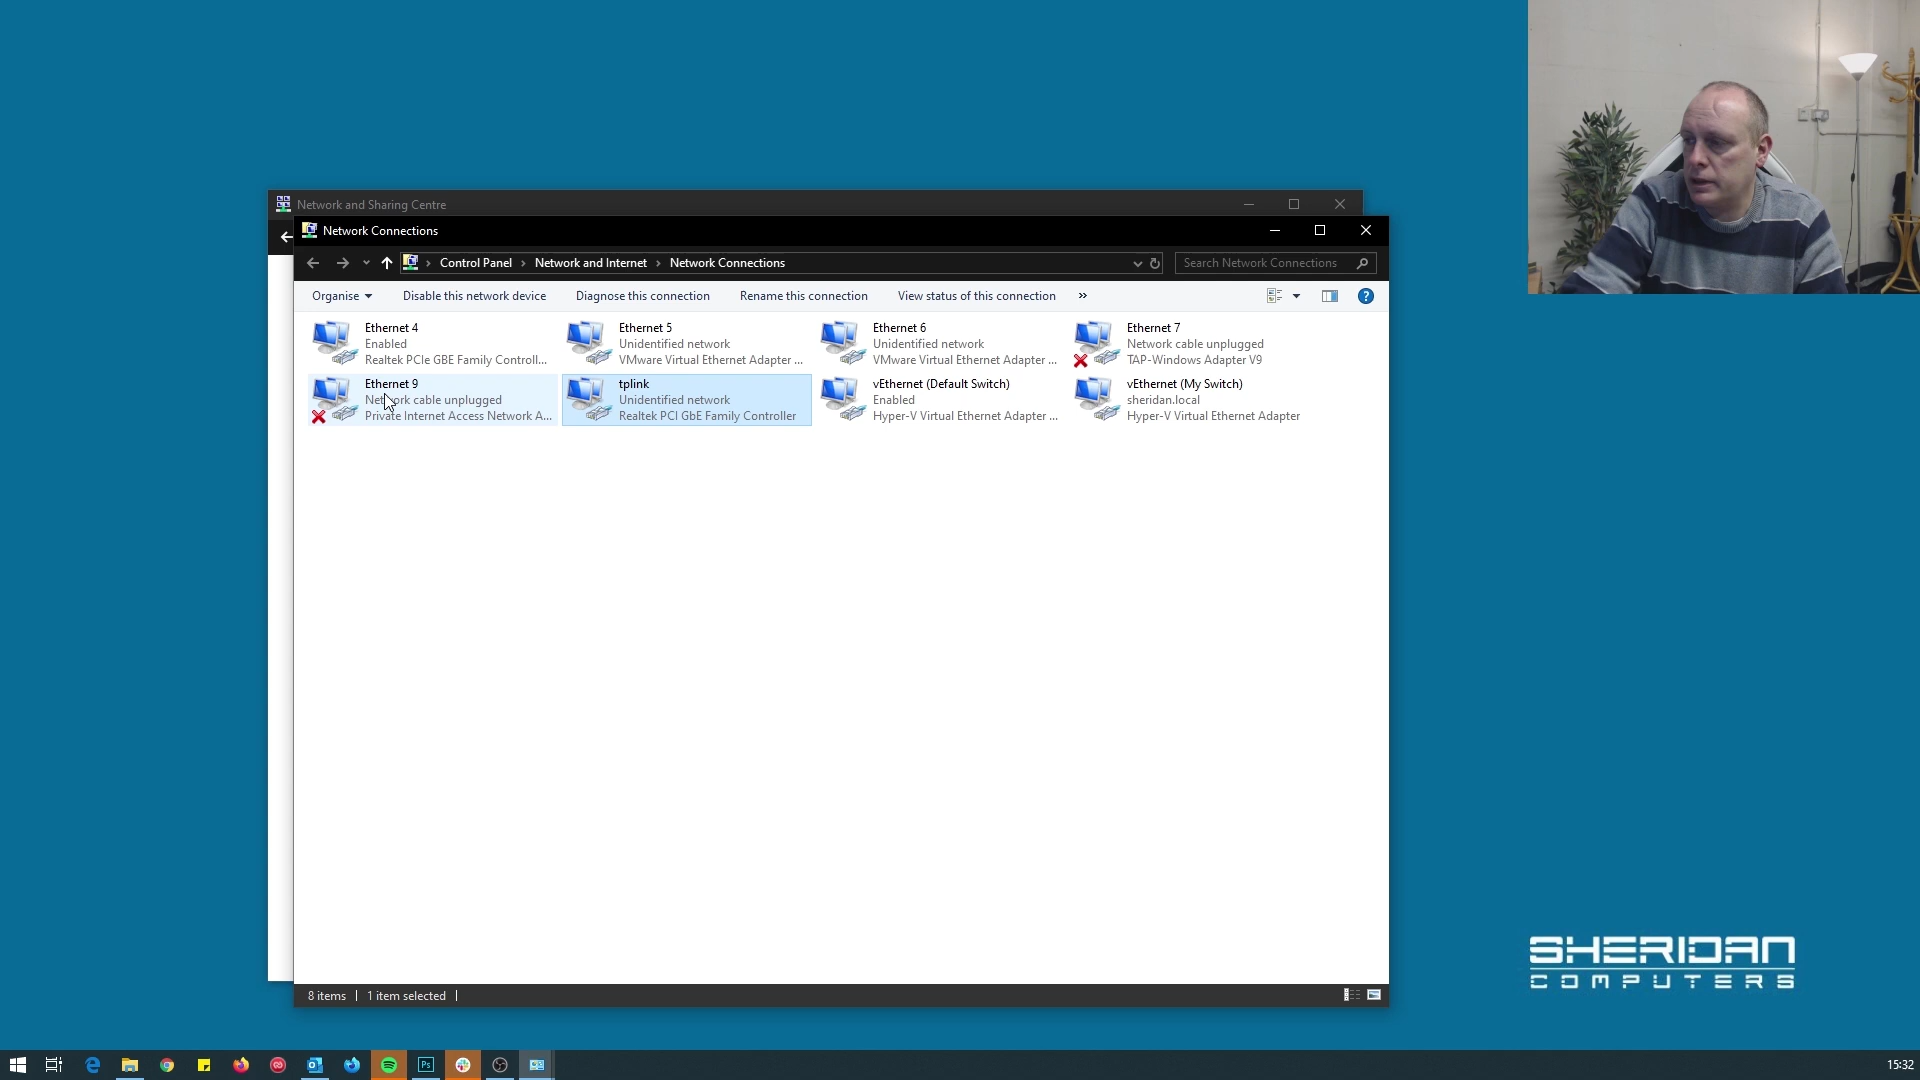 Network and Sharing Centre
Network Connections
Control Panel > Network and Internet > Network Connections
Search Network Connections
Organise
Disable this network device
Diagnose this connection
Rename this connection
View status of this connection
»
Ethernet 4
Enabled
Realtek PCIe GBE Family Controll...
Ethernet 5
Unidentified network
VMware Virtual Ethernet Adapter ...
Ethernet 6
Unidentified network
VMware Virtual Ethernet Adapter ...
Ethernet 7
Network cable unplugged
TAP-Windows Adapter V9
Ethernet 9
Network cable unplugged
Private Internet Access Network A...
tplink
Unidentified network
Realtek PCI GbE Family Controller
vEthernet (Default Switch)
Enabled
Hyper-V Virtual Ethernet Adapter ...
vEthernet (My Switch)
sheridan.local
Hyper-V Virtual Ethernet Adapter
8 items
1 item selected
SHERIDAN
COMPUTERS
Ps
15:32